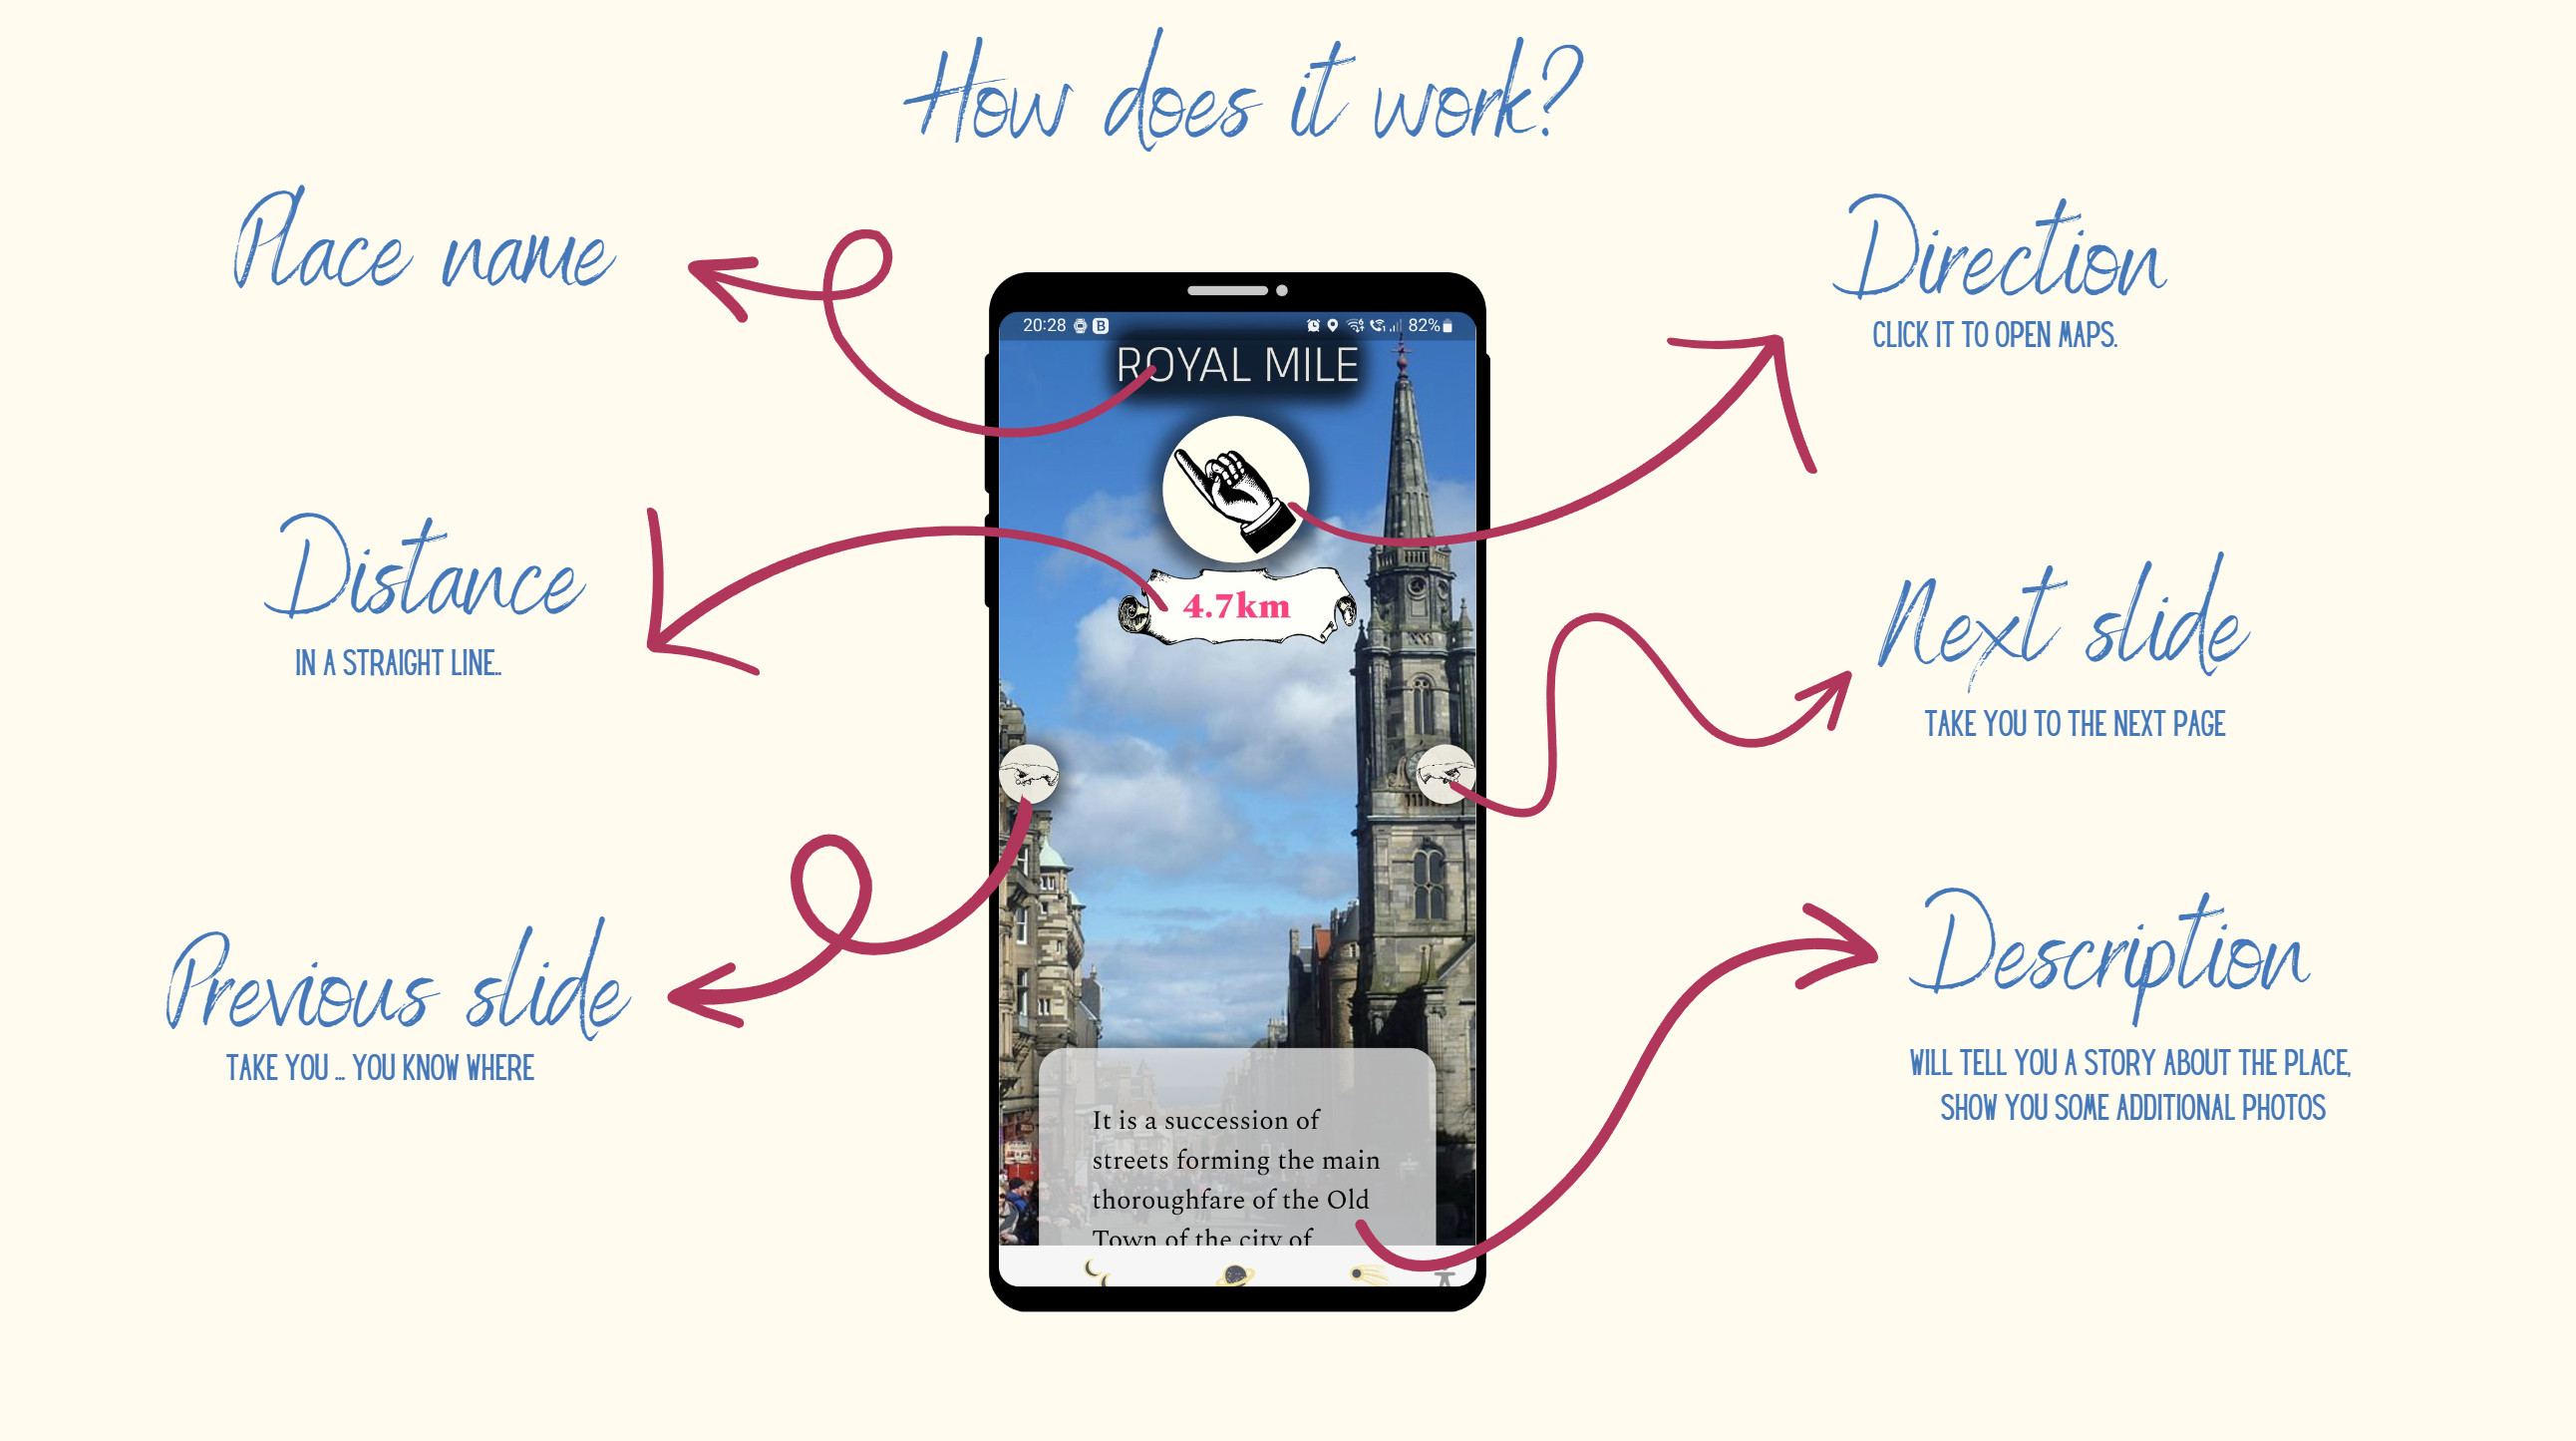 How does it work?
Place name
Direction
CLICK IT TO OPEN MAPS.
20:28 B 82%
ROYAL MILE
Distance
IN A STRAIGHT LINE..
4.7km
Next slide
TAKE YOU TO THE NEXT PAGE
Previous slide
TAKE YOU ... YOU KNOW WHERE
Description
WILL TELL YOU A STORY ABOUT THE PLACE,
SHOW YOU SOME ADDITIONAL PHOTOS
It is a succession of
streets forming the main
thoroughfare of the Old
Town of the city of